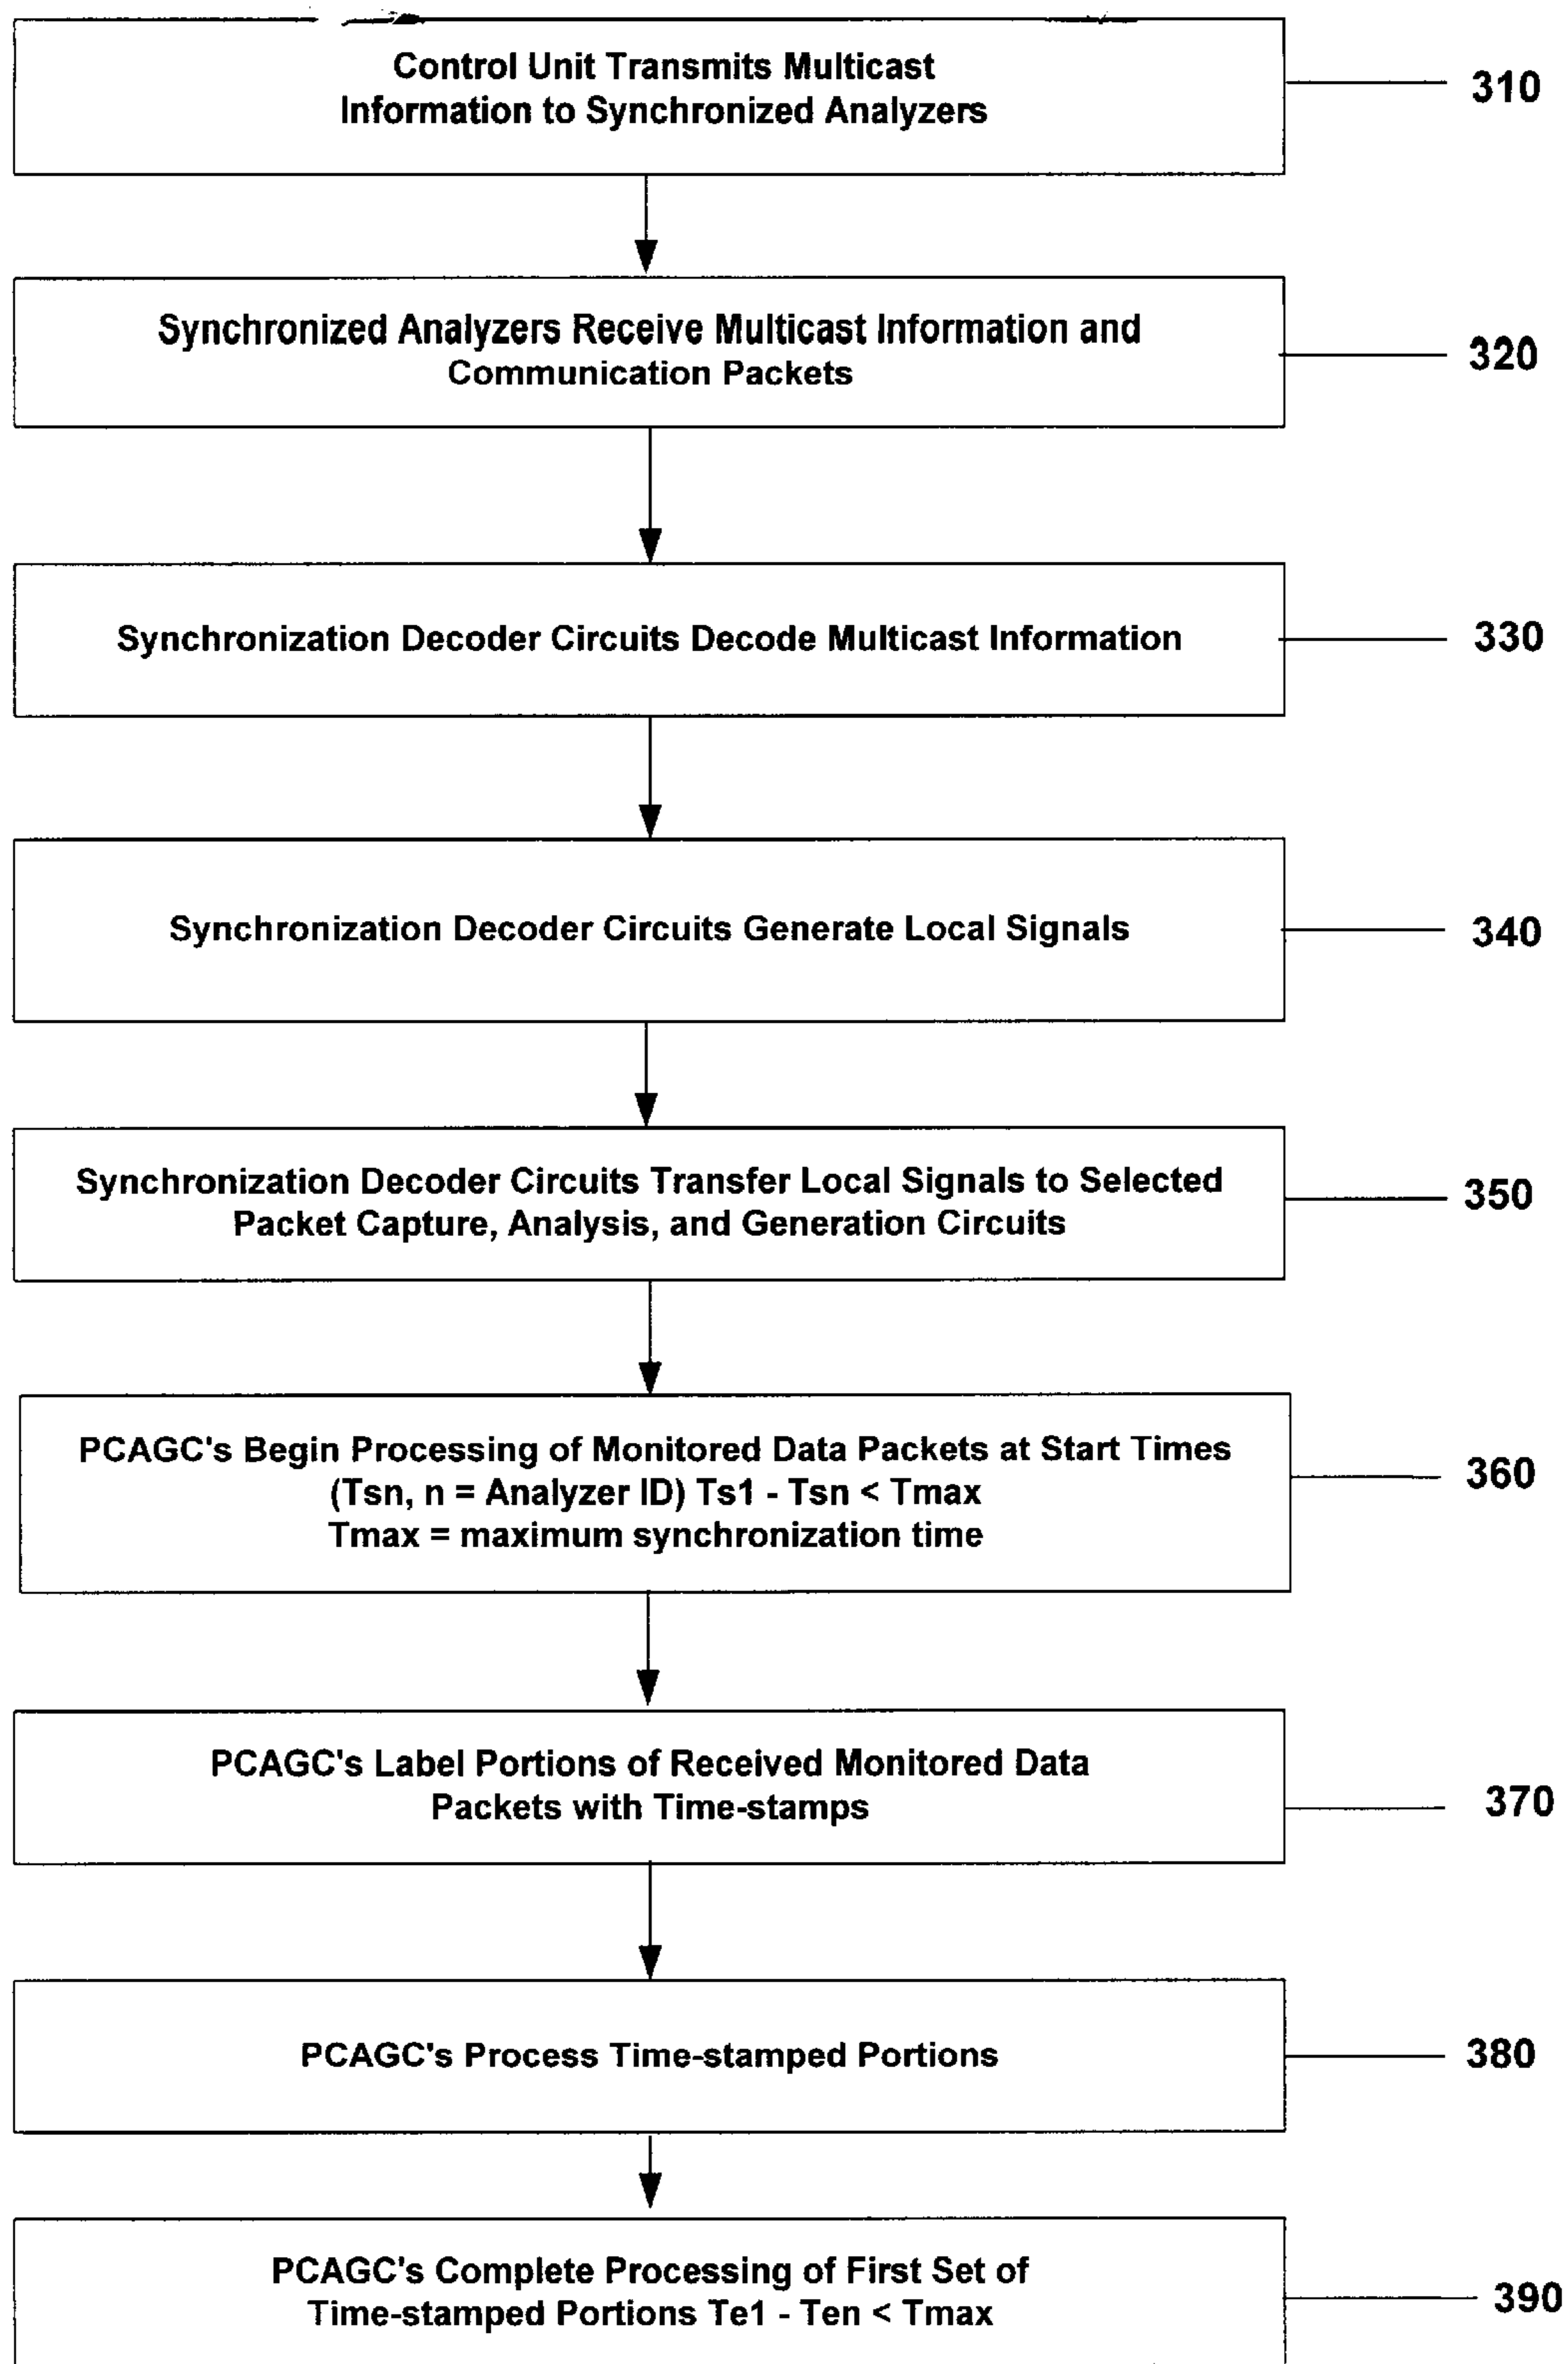 Control Unit Transmits Multicast
Information to Synchronized Analyzers
310
Synchronized Analyzers Receive Multicast Information and
Communication Packets
320
Synchronization Decoder Circuits Decode Multicast Information
330
Synchronization Decoder Circuits Generate Local Signals
340
Synchronization Decoder Circuits Transfer Local Signals to Selected
Packet Capture, Analysis, and Generation Circuits
350
PCAGC's Begin Processing of Monitored Data Packets at Start Times
(Tsn, n = Analyzer ID) Ts1 - Tsn < Tmax
Tmax = maximum synchronization time
360
PCAGC's Label Portions of Received Monitored Data
Packets with Time-stamps
370
PCAGC's Process Time-stamped Portions
380
PCAGC's Complete Processing of First Set of
Time-stamped Portions Te1 - Ten < Tmax
390